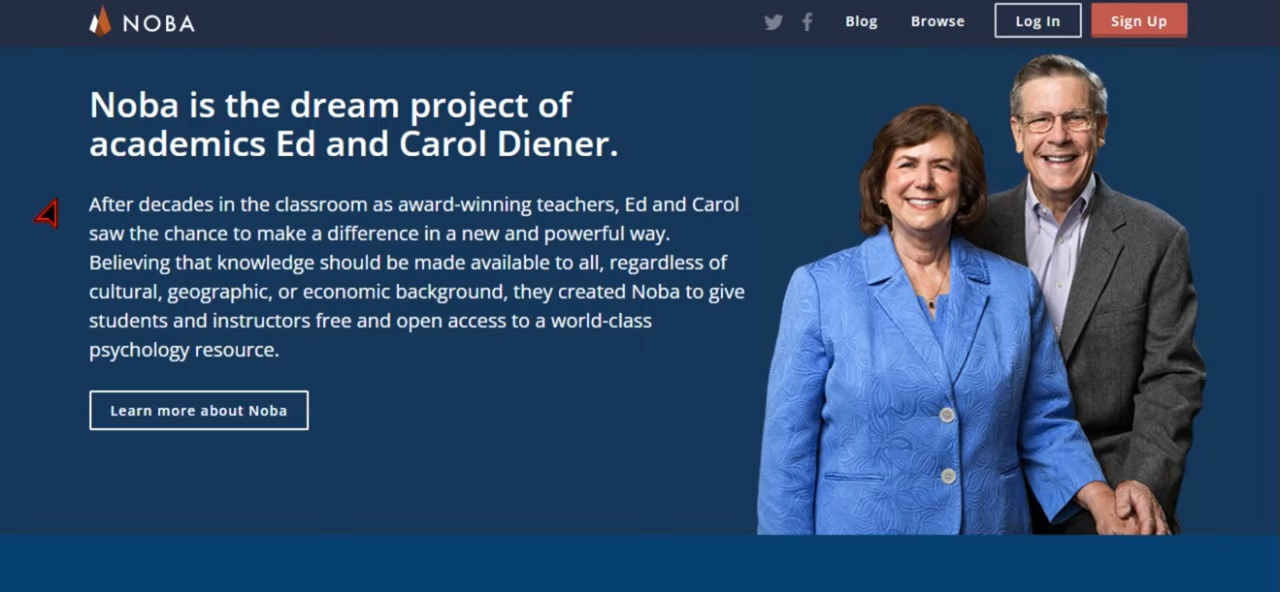 NOBA
Blog
Browse
Log In
Sign Up
Noba is the dream project of
academics Ed and Carol Diener.
After decades in the classroom as award-winning teachers, Ed and Carol
saw the chance to make a difference in a new and powerful way.
Believing that knowledge should be made available to all, regardless of
cultural, geographic, or economic background, they created Noba to give
students and instructors free and open access to a world-class
psychology resource.
Learn more about Noba